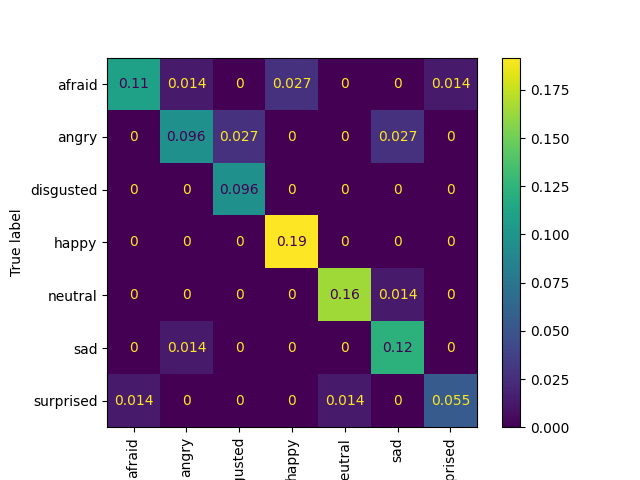 afraid 0.11 0.014 0 0.027 0 0 0.014
angry 0 0.096 0.027 0 0 0.027 0
disgusted 0 0 0.096 0 0 0 0
happy 0 0 0 0.19 0 0 0
neutral 0 0 0 0 0.16 0.014 0
sad 0 0.014 0 0 0 0.12 0
surprised 0.014 0 0 0 0.014 0 0.055
True label
afraid
angry
gusted
happy
eutral
sad
prised
0.175
0.150
0.125
0.100
0.075
0.050
0.025
0.000